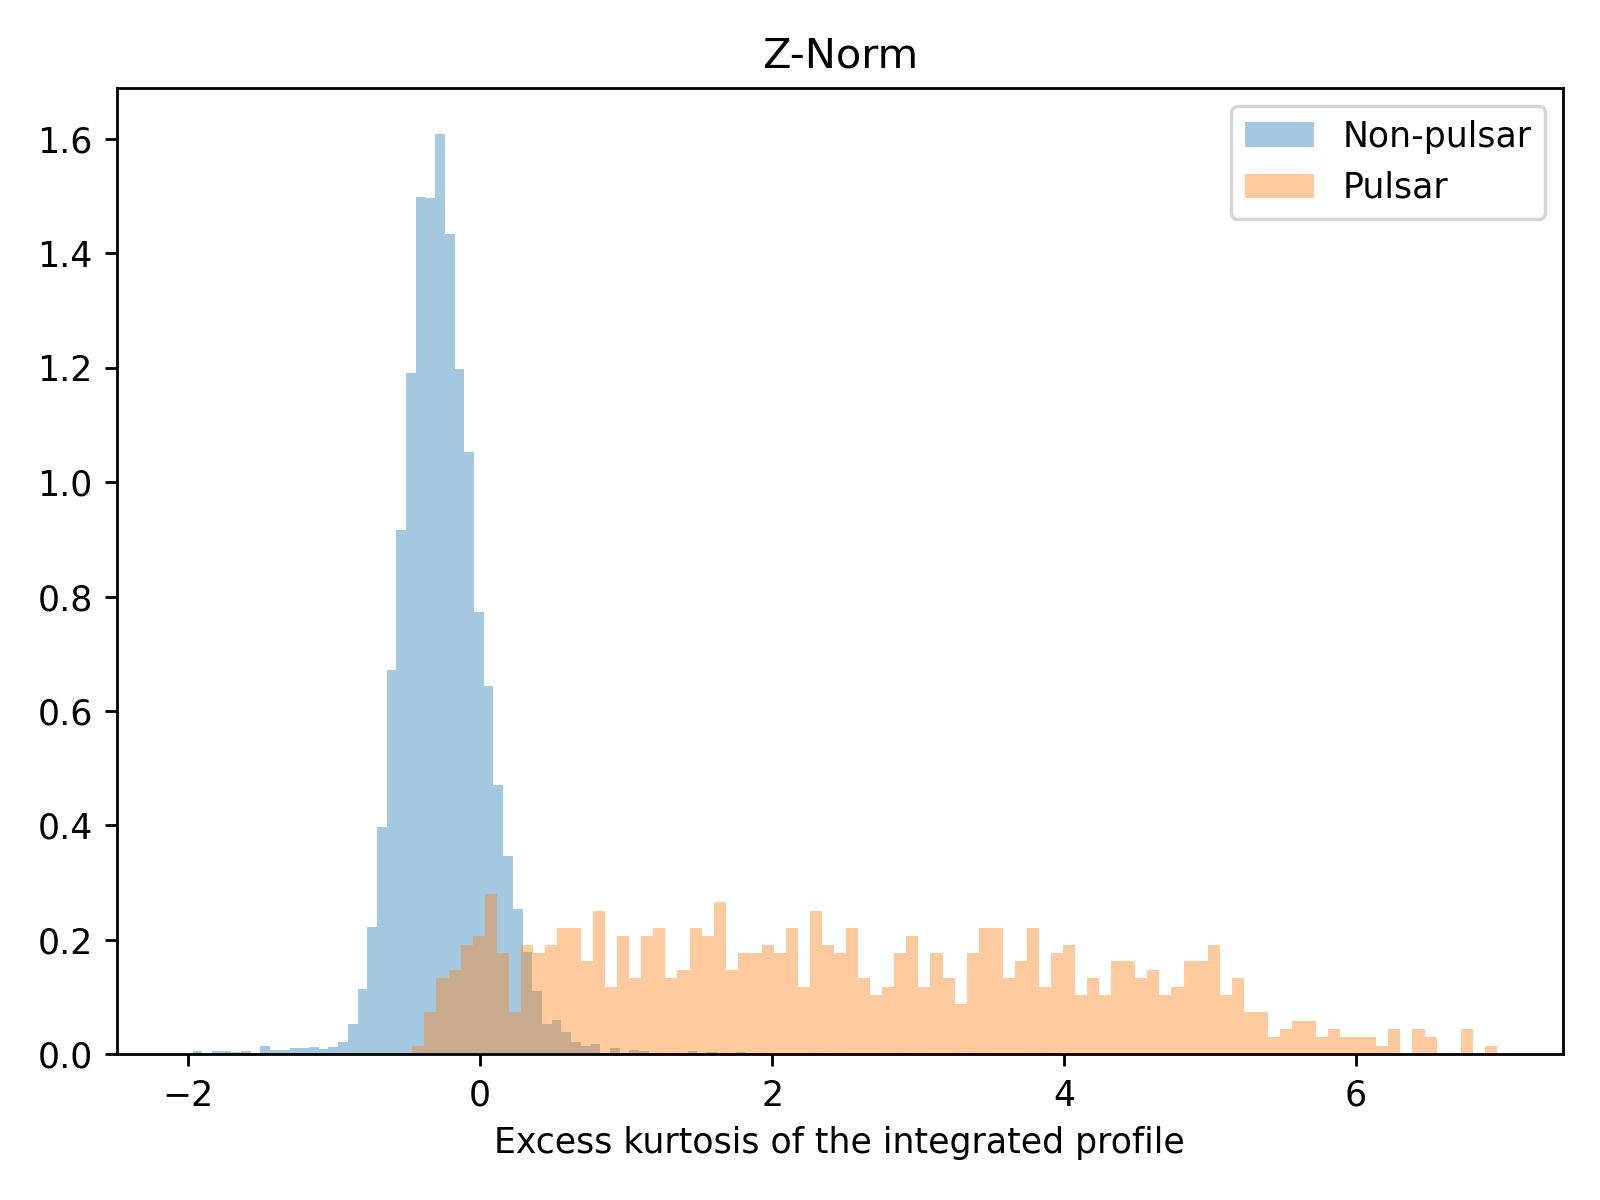 Z-Norm
Non-pulsar
Pulsar
1.6
1.4
1.2
1.0
0.8
0.6
0.4
0.2
0.0
−2 0 2 4 6
Excess kurtosis of the integrated profile